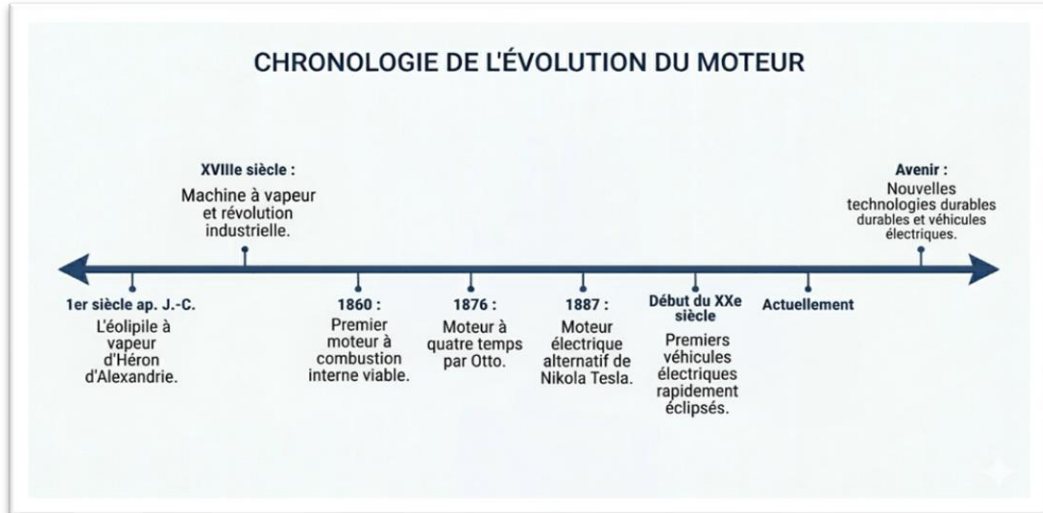 CHRONOLOGIE DE L'ÉVOLUTION DU MOTEUR
XVIIIe siècle :
Machine à vapeur
et révolution
industrielle.
Avenir :
Nouvelles
technologies durables
durables et véhicules
électriques.
1er siècle ap. J.-C.
L'éolipile à
vapeur
d'Héron
d'Alexandrie.
1860 :
Premier
moteur à
combustion
interne viable.
1876 :
Moteur à
quatre temps
par Otto.
1887 :
Moteur
électrique
alternatif de
Nikola Tesla.
Début du XXe
siècle
Premiers
véhicules
électriques
rapidement
éclipsés.
Actuellement